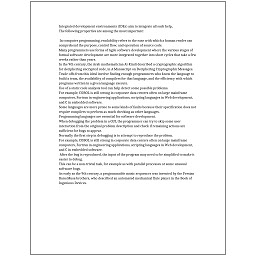 Integrated development environments (IDEs) aim to integrate all such help.
The following properties are among the most important:
In computer programming, readability refers to the ease with which a human reader can
comprehend the purpose, control flow, and operation of source code.
Many programmers use forms of Agile software development where the various stages of
formal software development are more integrated together into short cycles that take a few
weeks rather than years.
In the 9th century, the Arab mathematician Al-Kindi described a cryptographic algorithm
for deciphering encrypted code, in A Manuscript on Deciphering Cryptographic Messages.
Trade-offs from this ideal involve finding enough programmers who know the language to
build a team, the availability of compilers for that language, and the efficiency with which
programs written in a given language execute.
Use of a static code analysis tool can help detect some possible problems.
For example, COBOL is still strong in corporate data centers often on large mainframe
computers, Fortran in engineering applications, scripting languages in Web development,
and C in embedded software.
Some languages are more prone to some kinds of faults because their specification does not
require compilers to perform as much checking as other languages.
Programming languages are essential for software development.
When debugging the problem in a GUI, the programmer can try to skip some user
interaction from the original problem description and check if remaining actions are
sufficient for bugs to appear.
Normally the first step in debugging is to attempt to reproduce the problem.
For example, COBOL is still strong in corporate data centers often on large mainframe
computers, Fortran in engineering applications, scripting languages in Web development,
and C in embedded software.
After the bug is reproduced, the input of the program may need to be simplified to make it
easier to debug.
This can be a non-trivial task, for example as with parallel processes or some unusual
software bugs.
As early as the 9th century, a programmable music sequencer was invented by the Persian
Banu Musa brothers, who described an automated mechanical flute player in the Book of
Ingenious Devices.